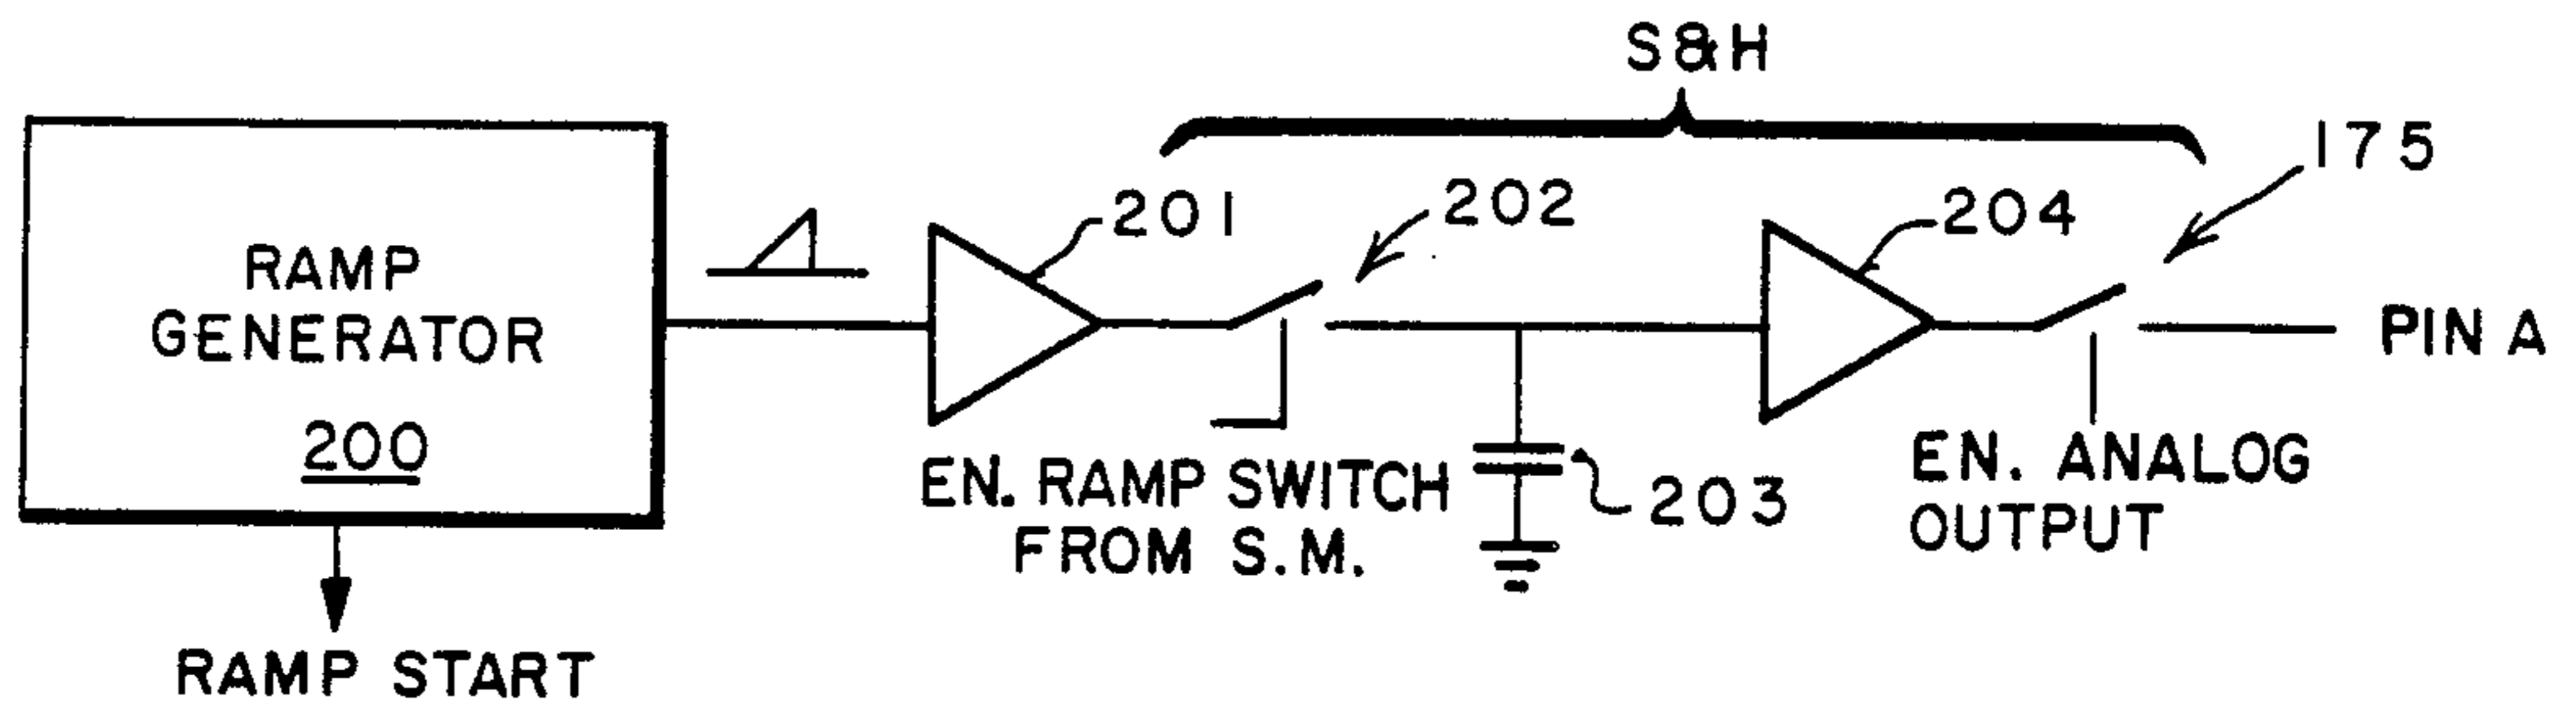 S&H
175
201
202
204
RAMP
GENERATOR
200
PIN A
EN. RAMP SWITCH
FROM S.M.
203
EN. ANALOG
OUTPUT
RAMP START